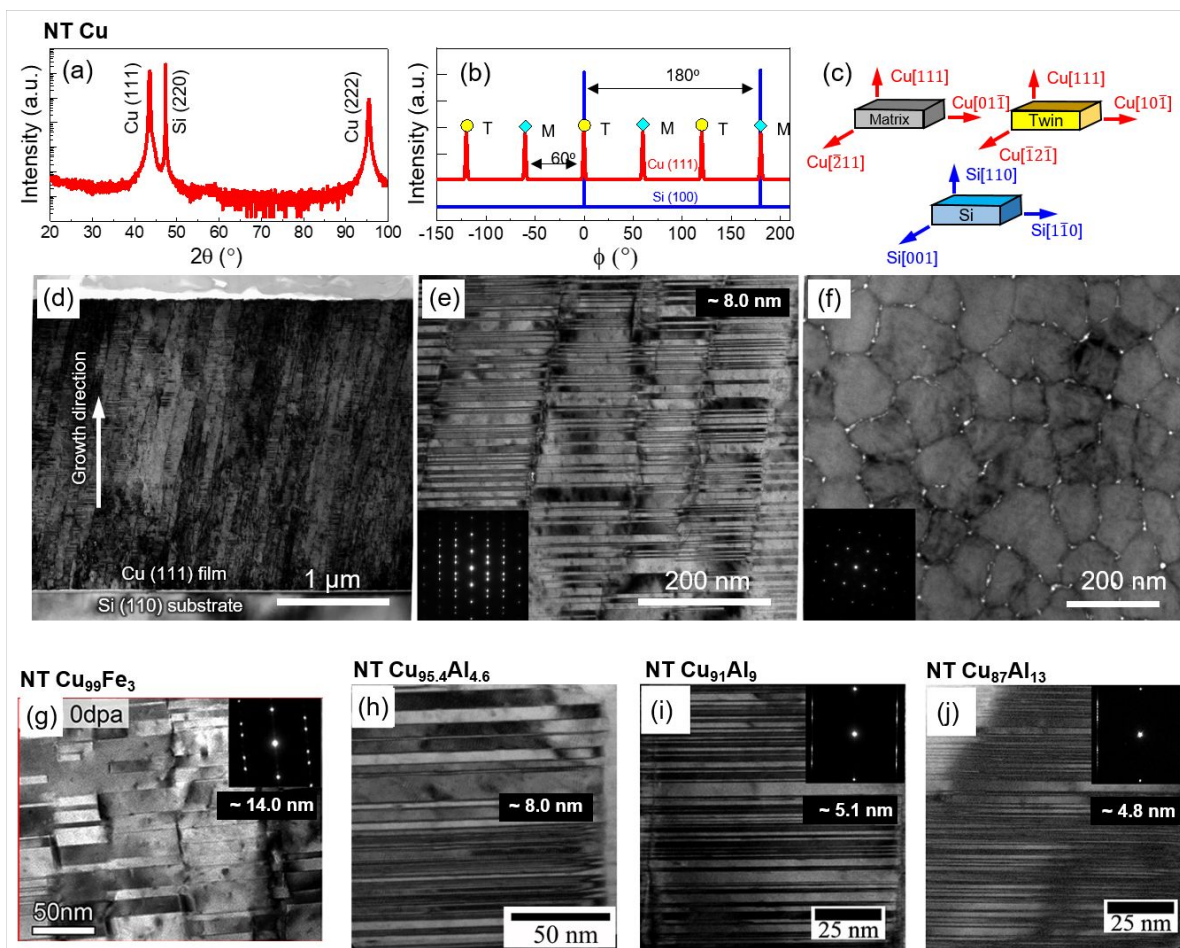 NT Cu
(a)
Intensity (a.u.)
Cu (111)
Si (220)
Cu (222)
20 30 40 50 60 70 80 90 100
2θ (°)
(b)
Intensity (a.u.)
180º
T M T M T M
60º
Cu (111)
Si (100)
-150 -100 -50 0 50 100 150 200
ϕ (°)
(c)
Cu[111] Cu[111]
Matrix Cu[011̅] Twin Cu[101̅]
Cu[2̅11] Cu[1̅21̅]
Si[110]
Si
Si[11̅0]
Si[001]
(d)
Growth direction
Cu (111) film
Si (110) substrate
1 µm
(e)
~ 8.0 nm
200 nm
(f)
200 nm
NT Cu₉₉Fe₃
(g) 0dpa
~ 14.0 nm
50nm
NT Cu₉₅.₄Al₄.₆
(h)
~ 8.0 nm
50 nm
NT Cu₉₁Al₉
(i)
~ 5.1 nm
25 nm
NT Cu₈₇Al₁₃
(j)
~ 4.8 nm
25 nm